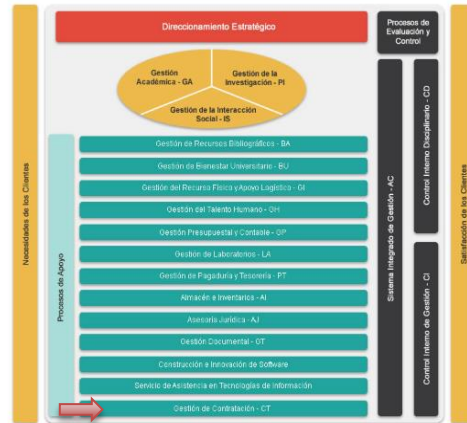 Direccionamiento Estratégico
Procesos de
Evaluación y
Control
Gestión
Académica - GA
Gestión de la
Investigación - PI
Gestión de la Interacción
Social - IS
Necesidades de los Clientes
Procesos de Apoyo
Gestión de Recursos Bibliográficos - BA
Gestión de Bienestar Universitario - BU
Gestión del Recurso Físico y Apoyo Logístico - GI
Gestión del Talento Humano - GH
Gestión Presupuestal y Contable - GP
Gestión de Laboratorios - LA
Gestión de Pagaduría y Tesorería - PT
Almacén e Inventarios - AI
Asesoría Jurídica - AJ
Gestión Documental - GT
Construcción e Innovación de Software
Servicio de Asistencia en Tecnologías de Información
Gestión de Contratación - CT
Sistema Integrado de Gestión - AC
Control Interno Disciplinario - CD
Control Interno de Gestión - CI
Satisfacción de los Clientes